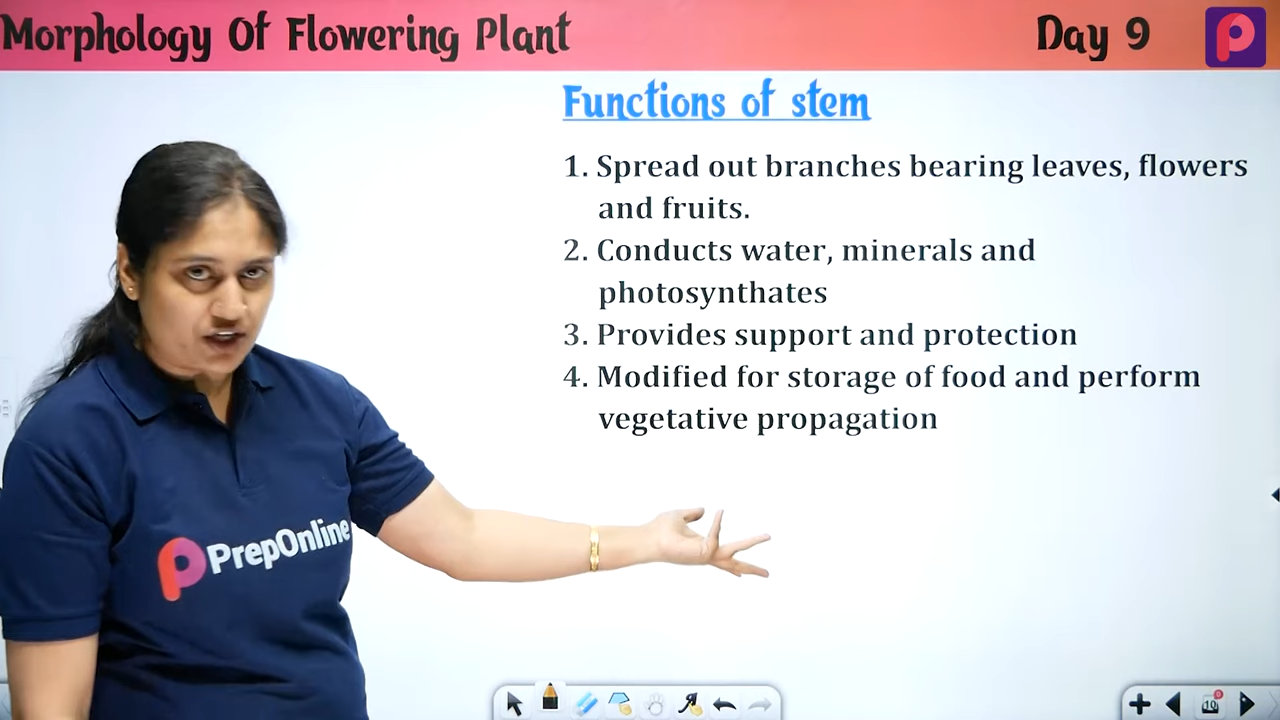 Morphology Of Flowering Plant
Day 9
Functions of stem
1. Spread out branches bearing leaves, flowers
and fruits.
2. Conducts water, minerals and
photosynthates
3. Provides support and protection
4. Modified for storage of food and perform
vegetative propagation
PrepOnline
10